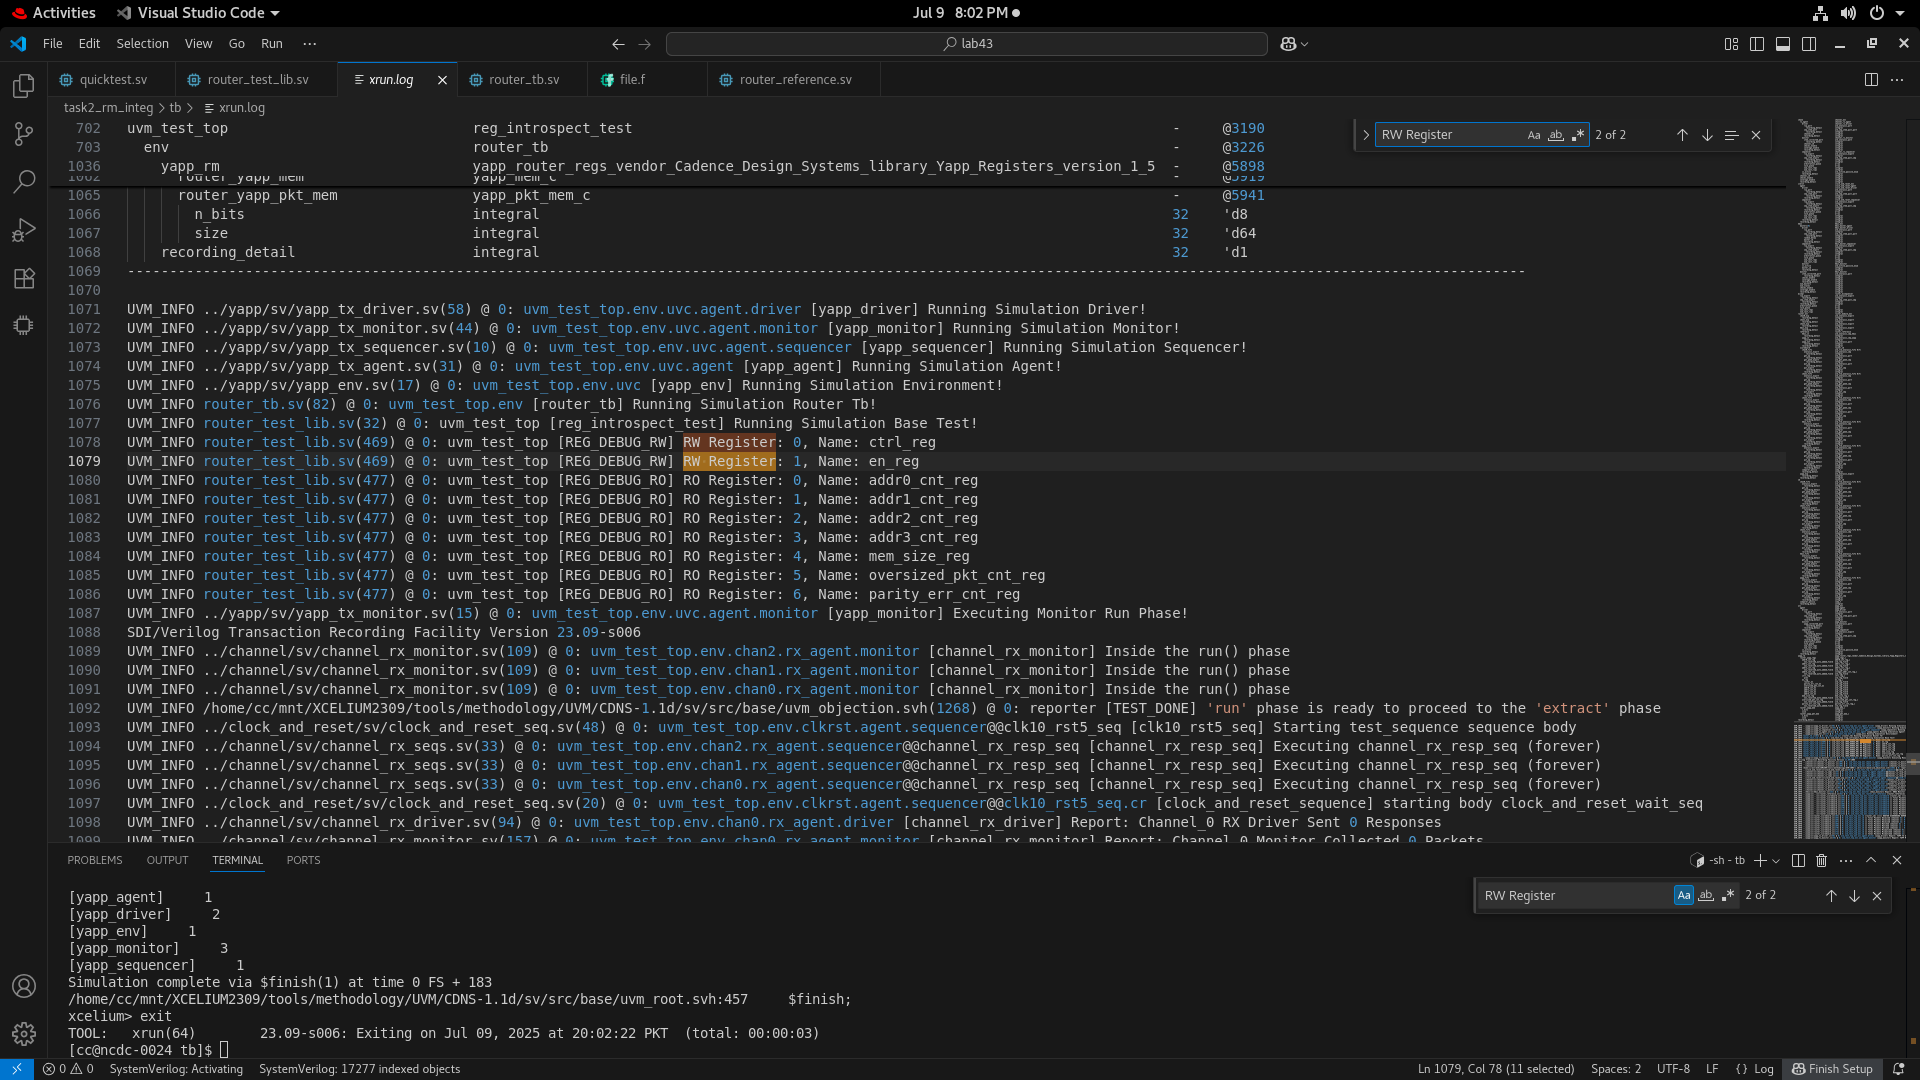 Activities Visual Studio Code Jul 9 8:02 PM
File Edit Selection View Go Run ··· lab43
quicktest.sv router_test_lib.sv xrun.log router_tb.sv file.f router_reference.sv
task2_rm_integ > tb > xrun.log
702 uvm_test_top reg_introspect_test - @3190
703 env router_tb - @3226
1036 yapp_rm yapp_router_regs_vendor_Cadence_Design_Systems_library_Yapp_Registers_version_1_5 - @5898
1062 router_yapp_mem yapp_mem_c - @5919
1065 router_yapp_pkt_mem yapp_pkt_mem_c - @5941
1066 n_bits integral 32 'd8
1067 size integral 32 'd64
1068 recording_detail integral 32 'd1
1069 ----------------------------------------------------------------------------------------------------------------------------------------------------------------------
1070
1071 UVM_INFO ../yapp/sv/yapp_tx_driver.sv(58) @ 0: uvm_test_top.env.uvc.agent.driver [yapp_driver] Running Simulation Driver!
1072 UVM_INFO ../yapp/sv/yapp_tx_monitor.sv(44) @ 0: uvm_test_top.env.uvc.agent.monitor [yapp_monitor] Running Simulation Monitor!
1073 UVM_INFO ../yapp/sv/yapp_tx_sequencer.sv(10) @ 0: uvm_test_top.env.uvc.agent.sequencer [yapp_sequencer] Running Simulation Sequencer!
1074 UVM_INFO ../yapp/sv/yapp_tx_agent.sv(31) @ 0: uvm_test_top.env.uvc.agent [yapp_agent] Running Simulation Agent!
1075 UVM_INFO ../yapp/sv/yapp_env.sv(17) @ 0: uvm_test_top.env.uvc [yapp_env] Running Simulation Environment!
1076 UVM_INFO router_tb.sv(82) @ 0: uvm_test_top.env [router_tb] Running Simulation Router Tb!
1077 UVM_INFO router_test_lib.sv(32) @ 0: uvm_test_top [reg_introspect_test] Running Simulation Base Test!
1078 UVM_INFO router_test_lib.sv(469) @ 0: uvm_test_top [REG_DEBUG_RW] RW Register: 0, Name: ctrl_reg
1079 UVM_INFO router_test_lib.sv(469) @ 0: uvm_test_top [REG_DEBUG_RW] RW Register: 1, Name: en_reg
1080 UVM_INFO router_test_lib.sv(477) @ 0: uvm_test_top [REG_DEBUG_RO] RO Register: 0, Name: addr0_cnt_reg
1081 UVM_INFO router_test_lib.sv(477) @ 0: uvm_test_top [REG_DEBUG_RO] RO Register: 1, Name: addr1_cnt_reg
1082 UVM_INFO router_test_lib.sv(477) @ 0: uvm_test_top [REG_DEBUG_RO] RO Register: 2, Name: addr2_cnt_reg
1083 UVM_INFO router_test_lib.sv(477) @ 0: uvm_test_top [REG_DEBUG_RO] RO Register: 3, Name: addr3_cnt_reg
1084 UVM_INFO router_test_lib.sv(477) @ 0: uvm_test_top [REG_DEBUG_RO] RO Register: 4, Name: mem_size_reg
1085 UVM_INFO router_test_lib.sv(477) @ 0: uvm_test_top [REG_DEBUG_RO] RO Register: 5, Name: oversized_pkt_cnt_reg
1086 UVM_INFO router_test_lib.sv(477) @ 0: uvm_test_top [REG_DEBUG_RO] RO Register: 6, Name: parity_err_cnt_reg
1087 UVM_INFO ../yapp/sv/yapp_tx_monitor.sv(15) @ 0: uvm_test_top.env.uvc.agent.monitor [yapp_monitor] Executing Monitor Run Phase!
1088 SDI/Verilog Transaction Recording Facility Version 23.09-s006
1089 UVM_INFO ../channel/sv/channel_rx_monitor.sv(109) @ 0: uvm_test_top.env.chan2.rx_agent.monitor [channel_rx_monitor] Inside the run() phase
1090 UVM_INFO ../channel/sv/channel_rx_monitor.sv(109) @ 0: uvm_test_top.env.chan1.rx_agent.monitor [channel_rx_monitor] Inside the run() phase
1091 UVM_INFO ../channel/sv/channel_rx_monitor.sv(109) @ 0: uvm_test_top.env.chan0.rx_agent.monitor [channel_rx_monitor] Inside the run() phase
1092 UVM_INFO /home/cc/mnt/XCELIUM2309/tools/methodology/UVM/CDNS-1.1d/sv/src/base/uvm_objection.svh(1268) @ 0: reporter [TEST_DONE] 'run' phase is ready to proceed to the 'extract' phase
1093 UVM_INFO ../clock_and_reset/sv/clock_and_reset_seq.sv(48) @ 0: uvm_test_top.env.clkrst.agent.sequencer@@clk10_rst5_seq [clk10_rst5_seq] Starting test_sequence sequence body
1094 UVM_INFO ../channel/sv/channel_rx_seqs.sv(33) @ 0: uvm_test_top.env.chan2.rx_agent.sequencer@@channel_rx_resp_seq [channel_rx_resp_seq] Executing channel_rx_resp_seq (forever)
1095 UVM_INFO ../channel/sv/channel_rx_seqs.sv(33) @ 0: uvm_test_top.env.chan1.rx_agent.sequencer@@channel_rx_resp_seq [channel_rx_resp_seq] Executing channel_rx_resp_seq (forever)
1096 UVM_INFO ../channel/sv/channel_rx_seqs.sv(33) @ 0: uvm_test_top.env.chan0.rx_agent.sequencer@@channel_rx_resp_seq [channel_rx_resp_seq] Executing channel_rx_resp_seq (forever)
1097 UVM_INFO ../clock_and_reset/sv/clock_and_reset_seq.sv(20) @ 0: uvm_test_top.env.clkrst.agent.sequencer@@clk10_rst5_seq.cr [clock_and_reset_sequence] starting body clock_and_reset_wait_seq
1098 UVM_INFO ../channel/sv/channel_rx_driver.sv(94) @ 0: uvm_test_top.env.chan0.rx_agent.driver [channel_rx_driver] Report: Channel_0 RX Driver Sent 0 Responses
1099 UVM_INFO ../channel/sv/channel_rx_monitor.sv(157) @ 0: uvm_test_top.env.chan0.rx_agent.monitor [channel_rx_monitor] Report: Channel 0 Monitor Collected 0 Packets
RW Register Aa ab 2 of 2
PROBLEMS OUTPUT TERMINAL PORTS -sh - tb
RW Register Aa ab 2 of 2
[yapp_agent] 1
[yapp_driver] 2
[yapp_env] 1
[yapp_monitor] 3
[yapp_sequencer] 1
Simulation complete via $finish(1) at time 0 FS + 183
/home/cc/mnt/XCELIUM2309/tools/methodology/UVM/CDNS-1.1d/sv/src/base/uvm_root.svh:457 $finish;
xcelium> exit
TOOL: xrun(64) 23.09-s006: Exiting on Jul 09, 2025 at 20:02:22 PKT (total: 00:00:03)
[cc@ncdc-0024 tb]$
0 0 SystemVerilog: Activating SystemVerilog: 17277 indexed objects Ln 1079, Col 78 (11 selected) Spaces: 2 UTF-8 LF { } Log Finish Setup